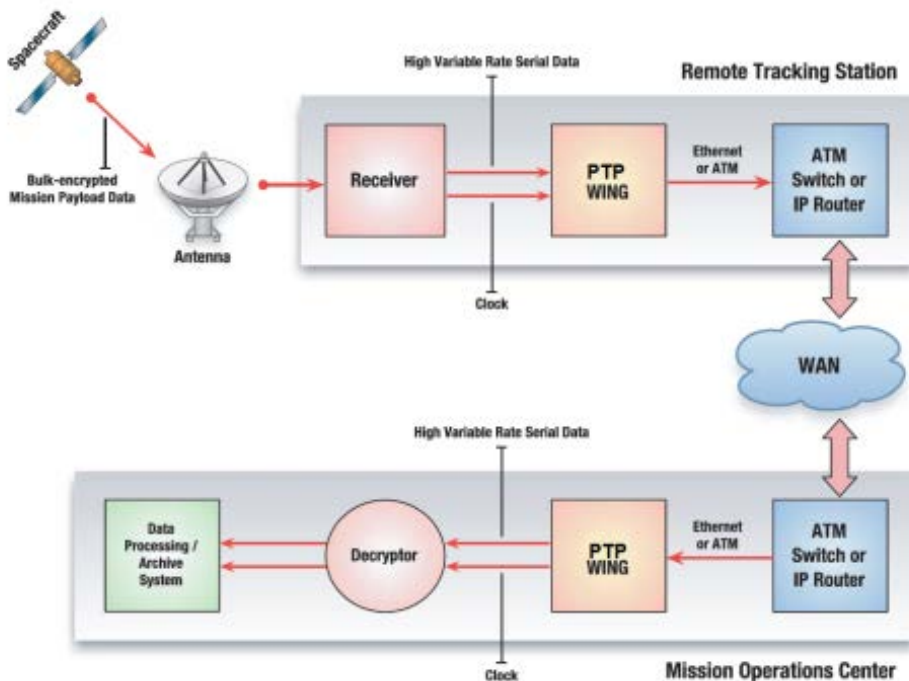 Spacecraft
Bulk-encrypted
Mission Payload Data
Antenna
High Variable Rate Serial Data
Remote Tracking Station
Receiver
PTP
WING
Ethernet
or ATM
ATM
Switch or
IP Router
Clock
WAN
High Variable Rate Serial Data
Data
Processing /
Archive
System
Decryptor
PTP
WING
Ethernet
or ATM
ATM
Switch or
IP Router
Clock
Mission Operations Center